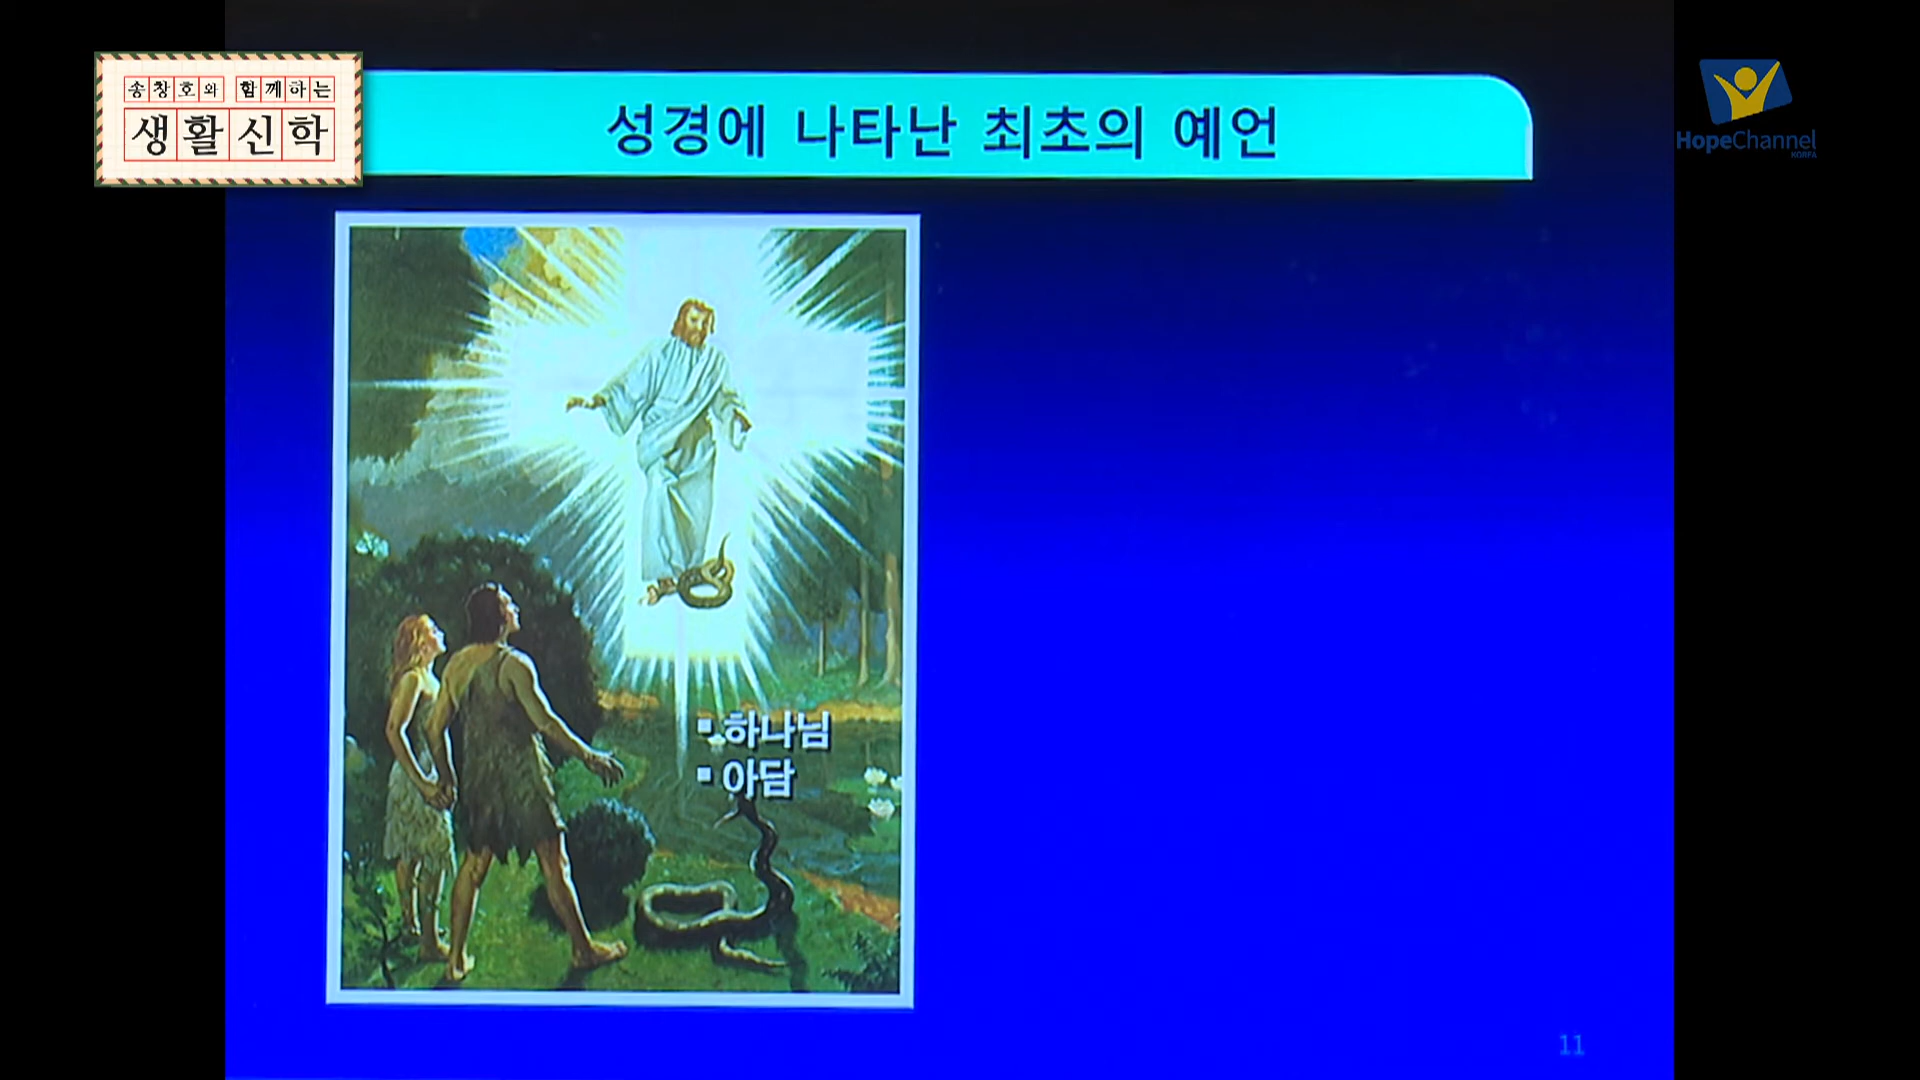 송창호와 함께하는
생활신학
성경에 나타난 최초의 예언
HopeChannel
KOREA
▪ 하나님
▪ 아담
11